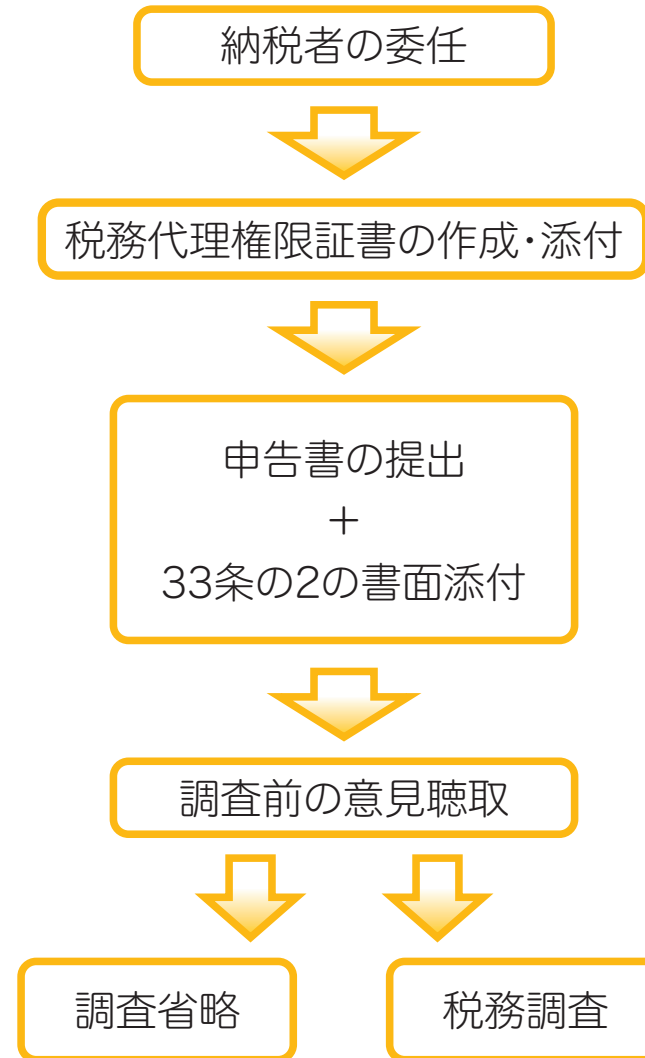 納税者の委任
税務代理権限証書の作成・添付
申告書の提出
＋
33条の2の書面添付
調査前の意見聴取
調査省略
税務調査